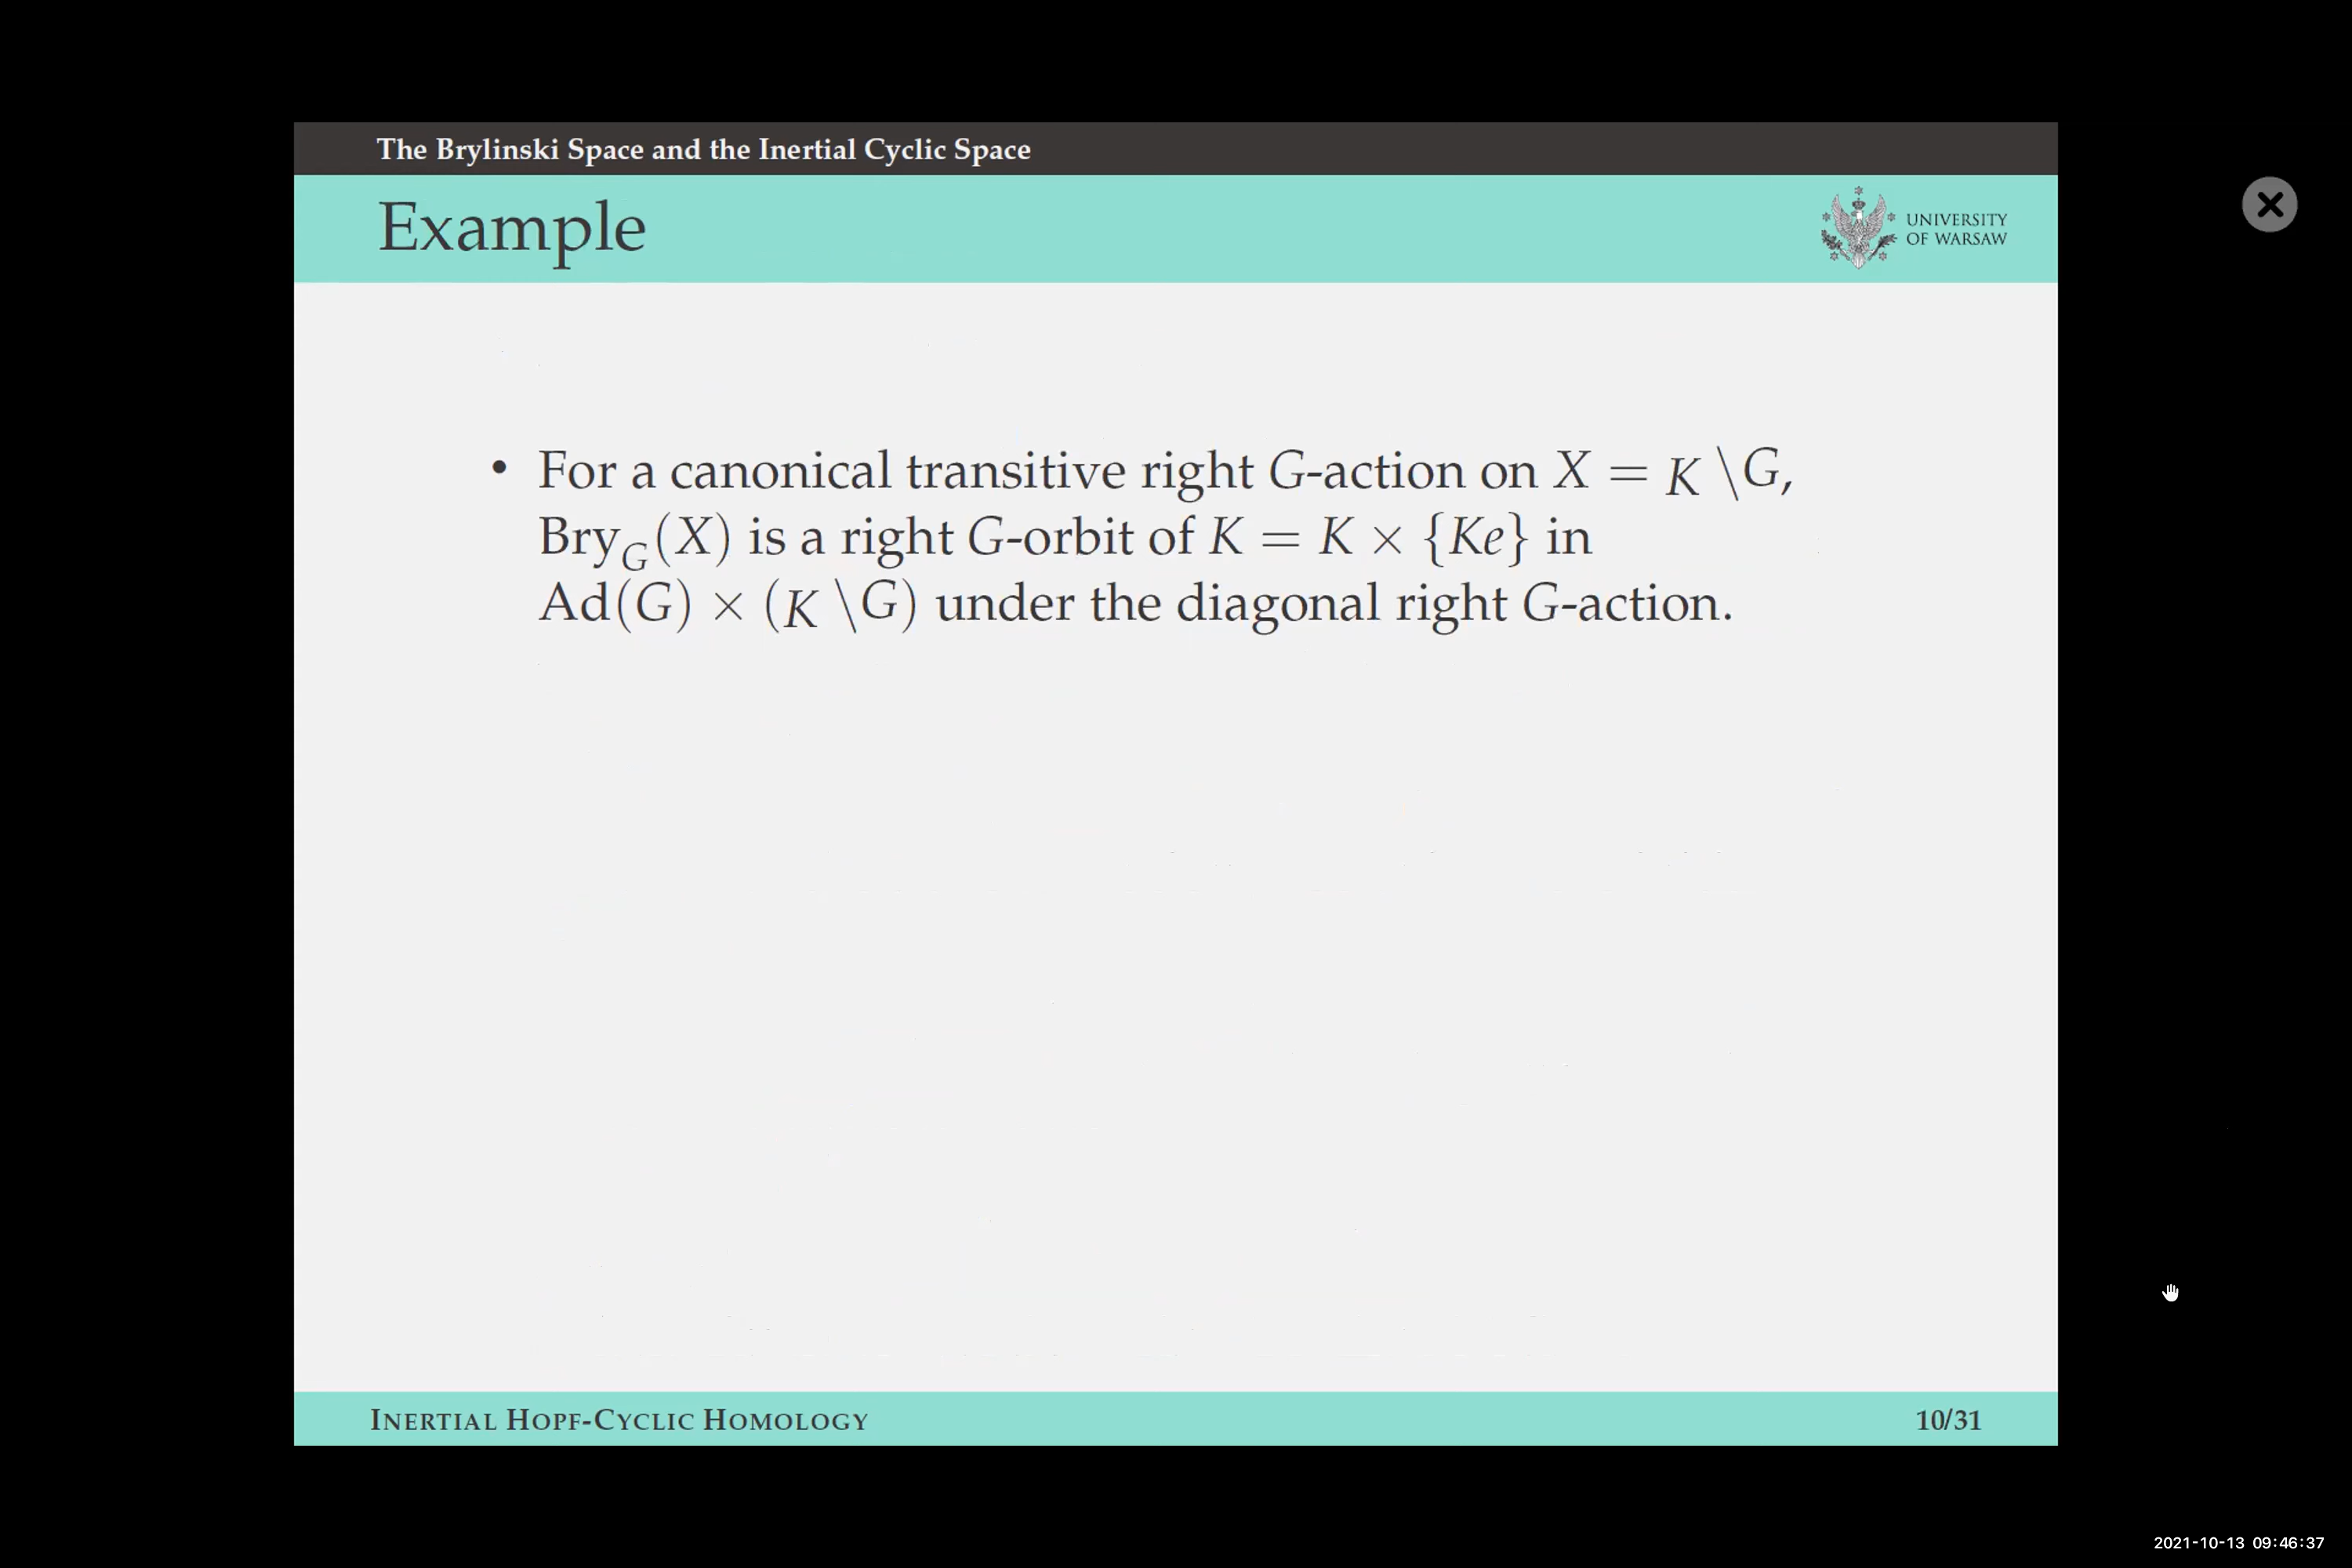 The Brylinski Space and the Inertial Cyclic Space
Example
UNIVERSITY
OF WARSAW
• For a canonical transitive right G-action on X = K \G,
Bry_G(X) is a right G-orbit of K = K × {Ke} in
Ad(G) × (K \G) under the diagonal right G-action.
INERTIAL HOPF-CYCLIC HOMOLOGY
10/31
2021-10-13 09:46:37